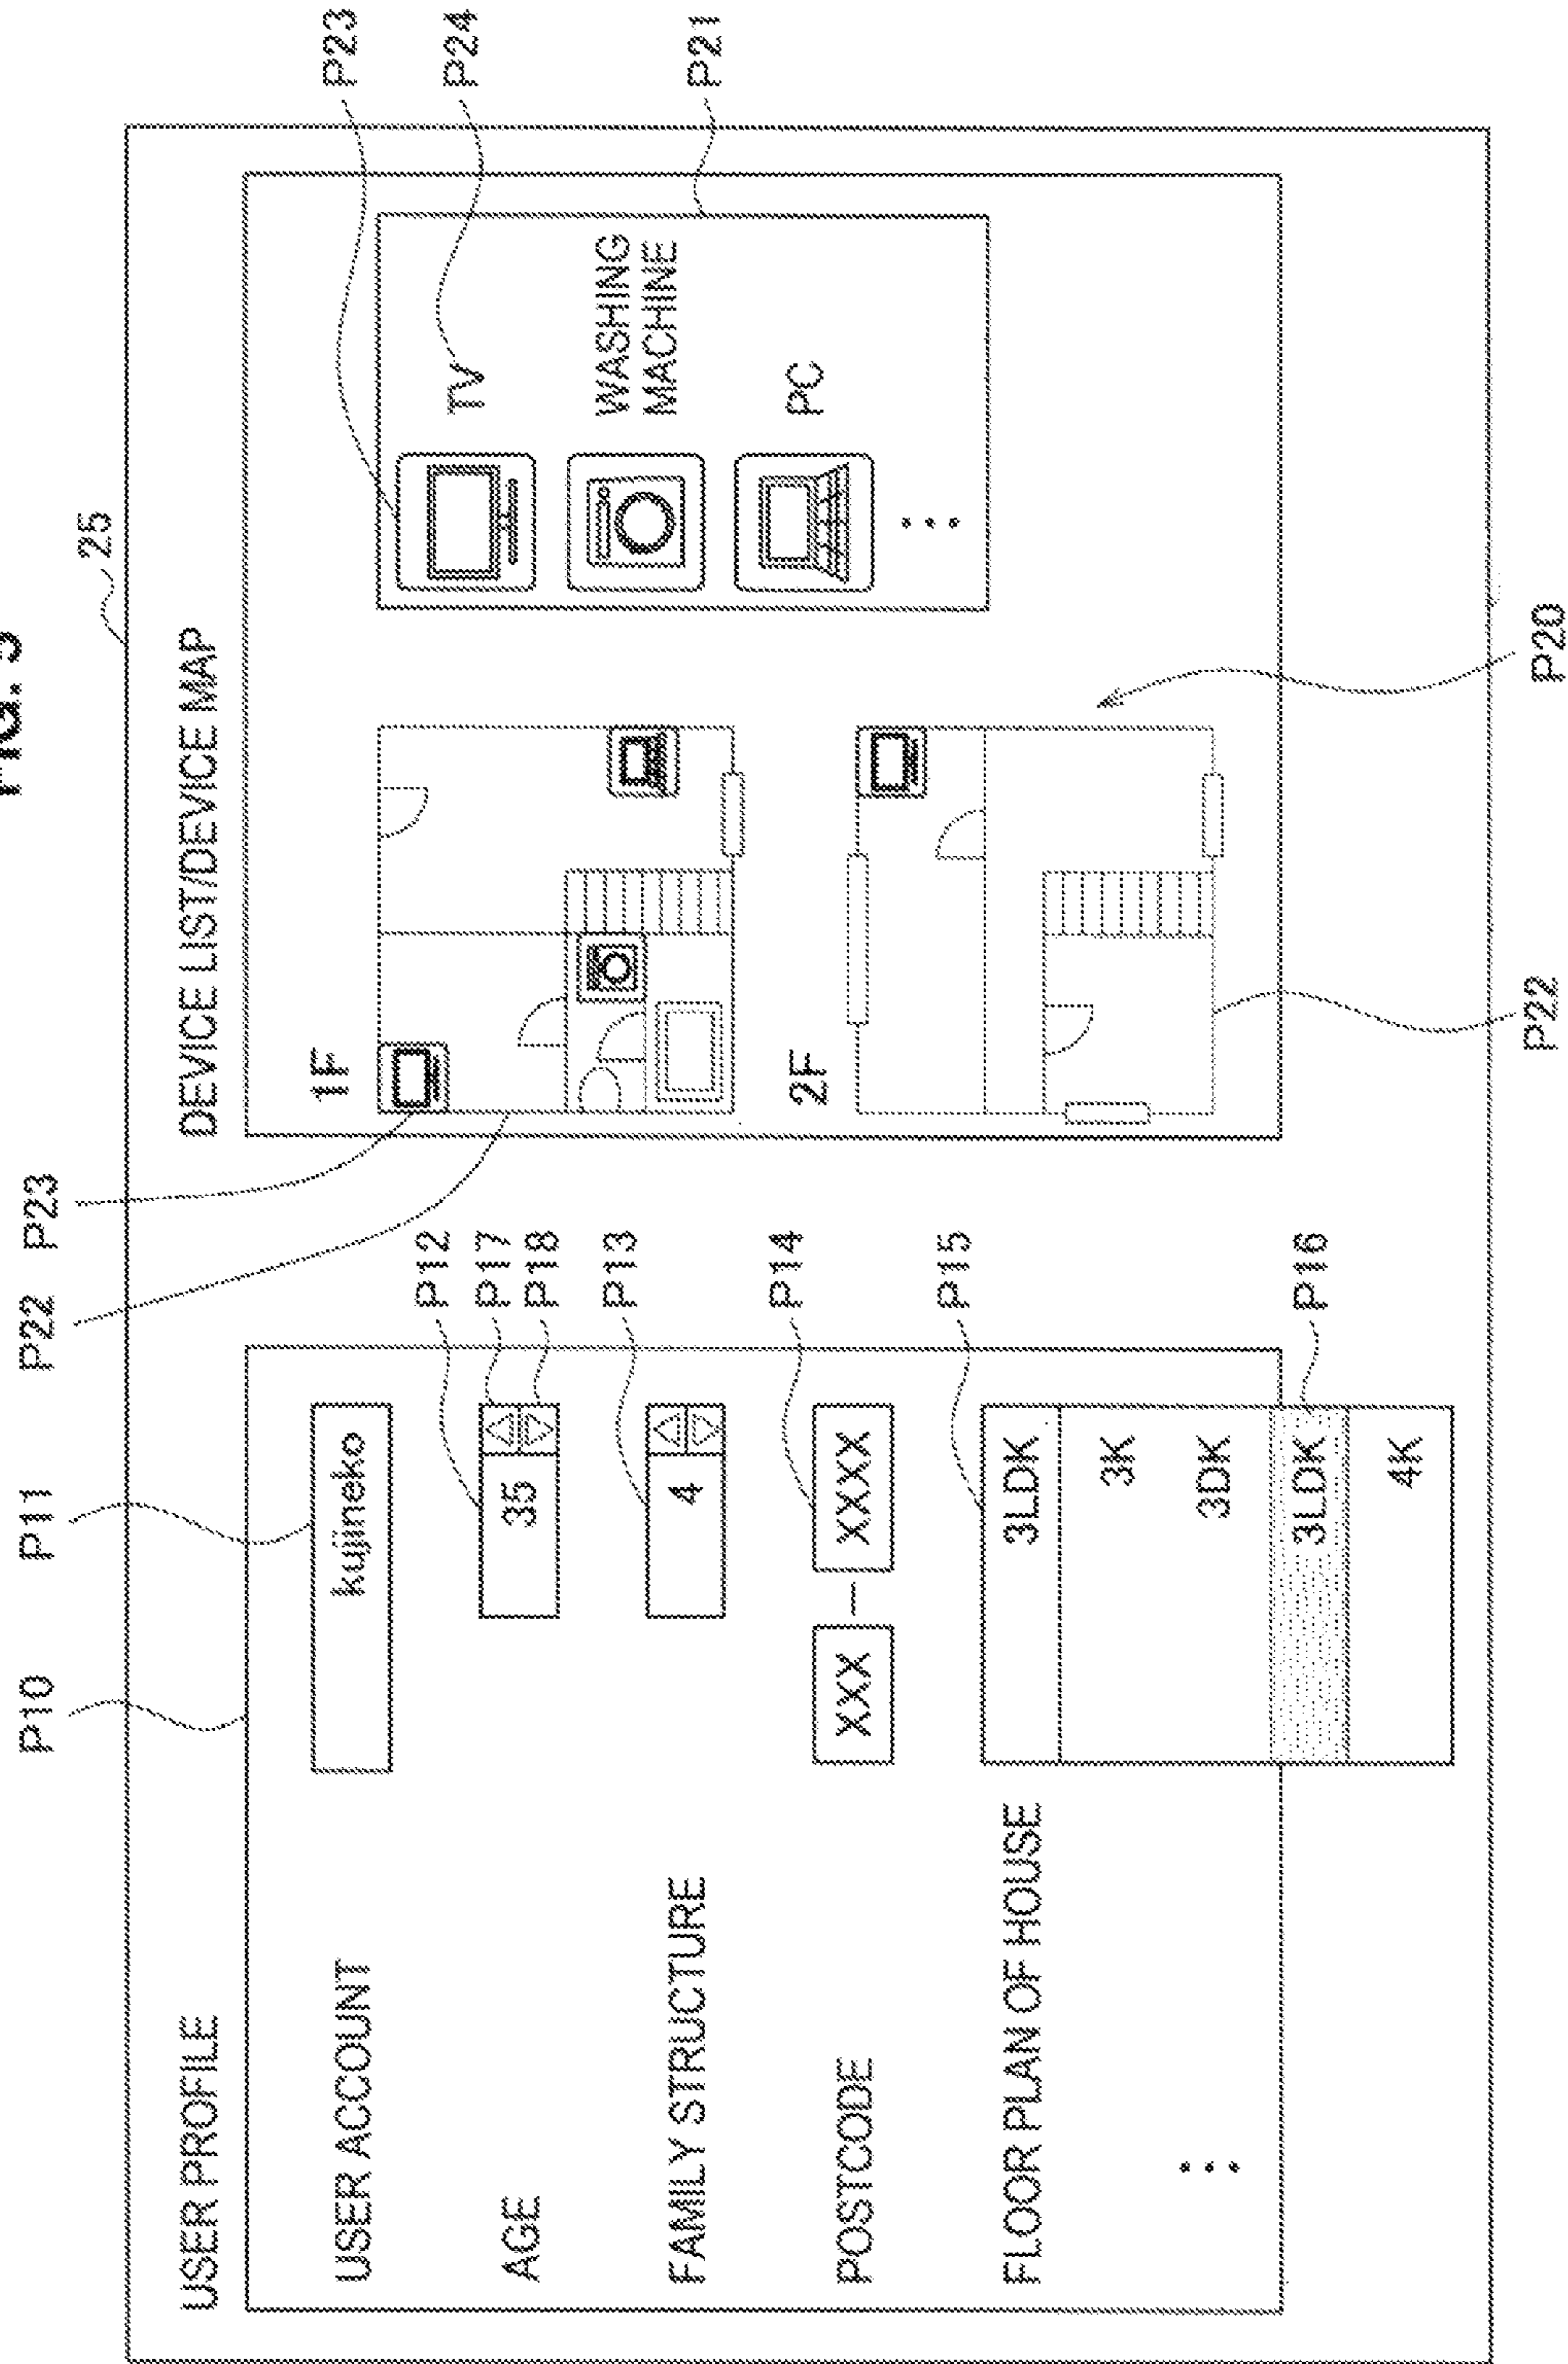 FIG. 5
25
P10
P11
P22
P23
P23
P24
P21
USER PROFILE
USER ACCOUNT
kujineko
AGE
35
P12
P17
P18
FAMILY STRUCTURE
4
P13
POSTCODE
XXX — XXXX
P14
FLOOR PLAN OF HOUSE
3LDK
P15
3K
3DK
3LDK
P16
4K
DEVICE LIST/DEVICE MAP
1F
2F
TV
WASHING
MACHINE
PC
P22
P20